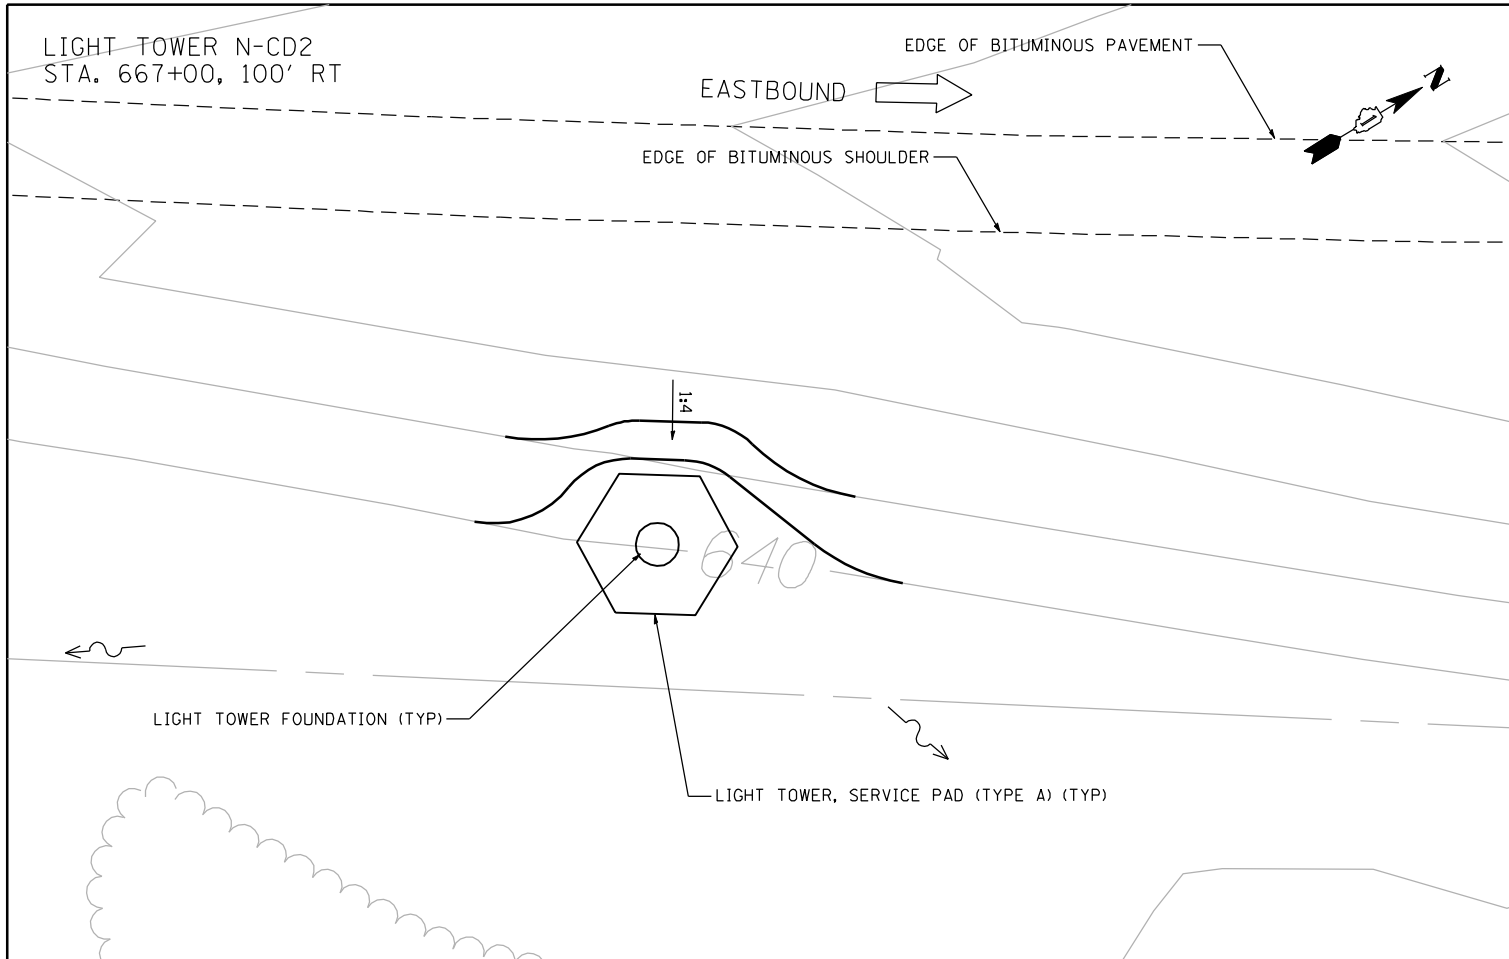 LIGHT TOWER N-CD2
STA. 667+00, 100' RT
EDGE OF BITUMINOUS PAVEMENT
EASTBOUND
N
EDGE OF BITUMINOUS SHOULDER
1:4
640
LIGHT TOWER FOUNDATION (TYP)
LIGHT TOWER, SERVICE PAD (TYPE A) (TYP)